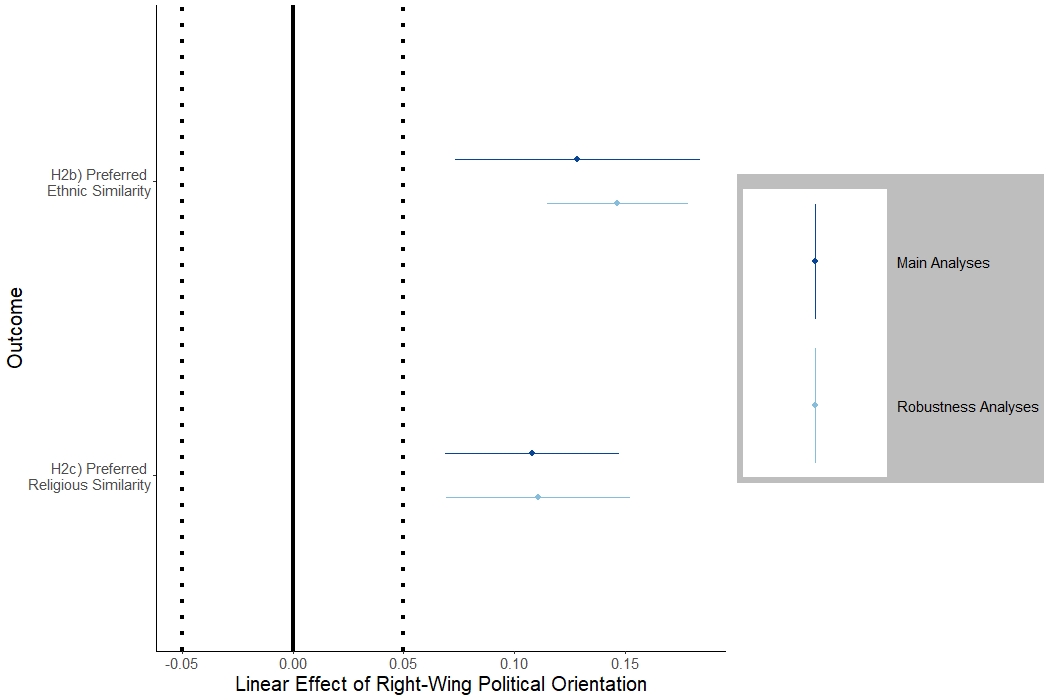 H2b) Preferred
Ethnic Similarity
Outcome
H2c) Preferred
Religious Similarity
-0.05
0.00
0.05
0.10
0.15
Linear Effect of Right-Wing Political Orientation
Main Analyses
Robustness Analyses